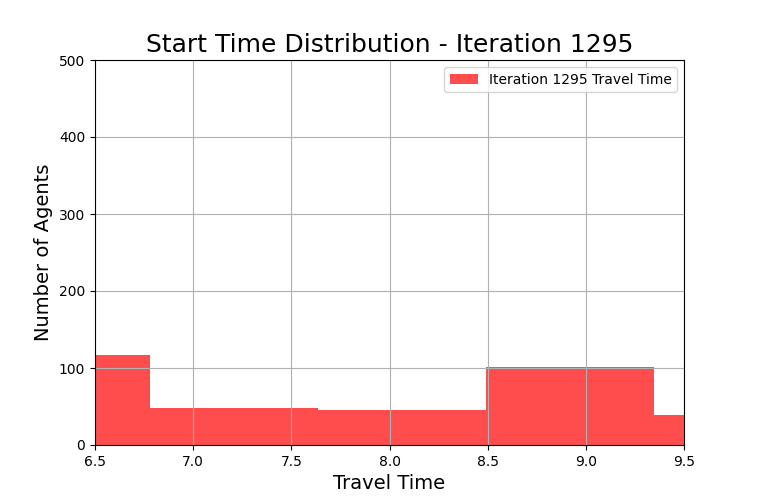 Start Time Distribution - Iteration 1295
Iteration 1295 Travel Time
Number of Agents
500
400
300
200
100
0
6.5 7.0 7.5 8.0 8.5 9.0 9.5
Travel Time